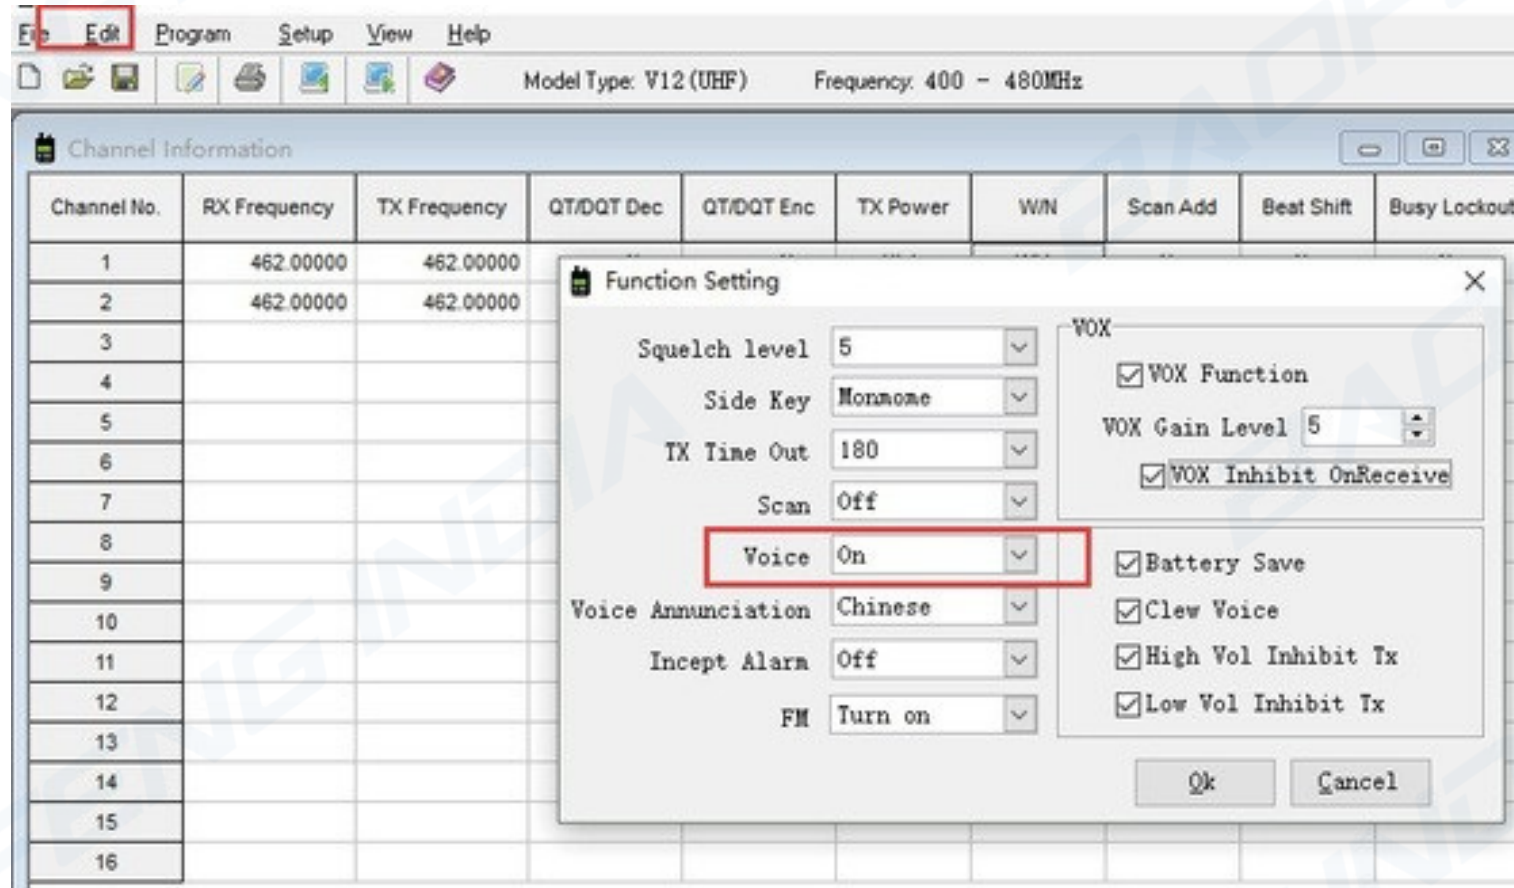 File Edit Program Setup View Help
Model Type: V12(UHF) Frequency: 400 - 480MHz
Channel Information
Channel No. RX Frequency TX Frequency QT/DQT Dec QT/DQT Enc TX Power W/N Scan Add Beat Shift Busy Lockout
1 462.00000 462.00000
2 462.00000 462.00000
3
4
5
6
7
8
9
10
11
12
13
14
15
16
Function Setting
Squelch level 5
Side Key Monmome
TX Time Out 180
Scan Off
Voice On
Voice Annunciation Chinese
Incept Alarm Off
FM Turn on
VOX
VOX Function
VOX Gain Level 5
VOX Inhibit OnReceive
Battery Save
Clew Voice
High Vol Inhibit Tx
Low Vol Inhibit Tx
Ok Cancel